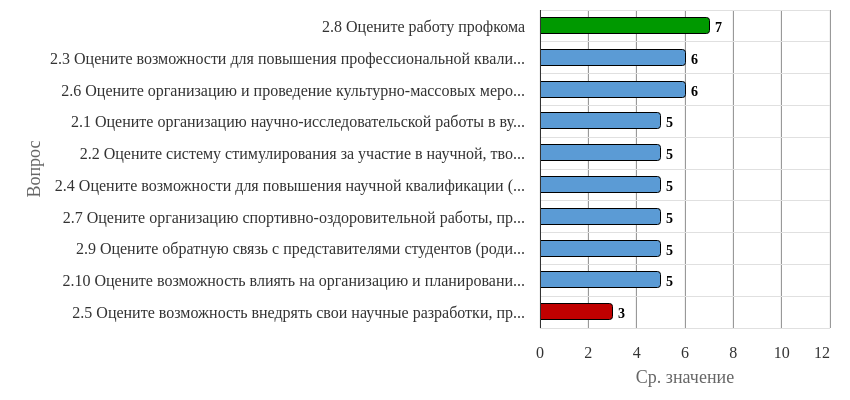 2.8 Оцените работу профкома
7
2.3 Оцените возможности для повышения профессиональной квали...
6
2.6 Оцените организацию и проведение культурно-массовых меро...
6
2.1 Оцените организацию научно-исследовательской работы в ву...
5
2.2 Оцените систему стимулирования за участие в научной, тво...
5
2.4 Оцените возможности для повышения научной квалификации (...
5
2.7 Оцените организацию спортивно-оздоровительной работы, пр...
5
2.9 Оцените обратную связь с представителями студентов (роди...
5
2.10 Оцените возможность влиять на организацию и планировани...
5
2.5 Оцените возможность внедрять свои научные разработки, пр...
3
Вопрос
0 2 4 6 8 10 12
Ср. значение